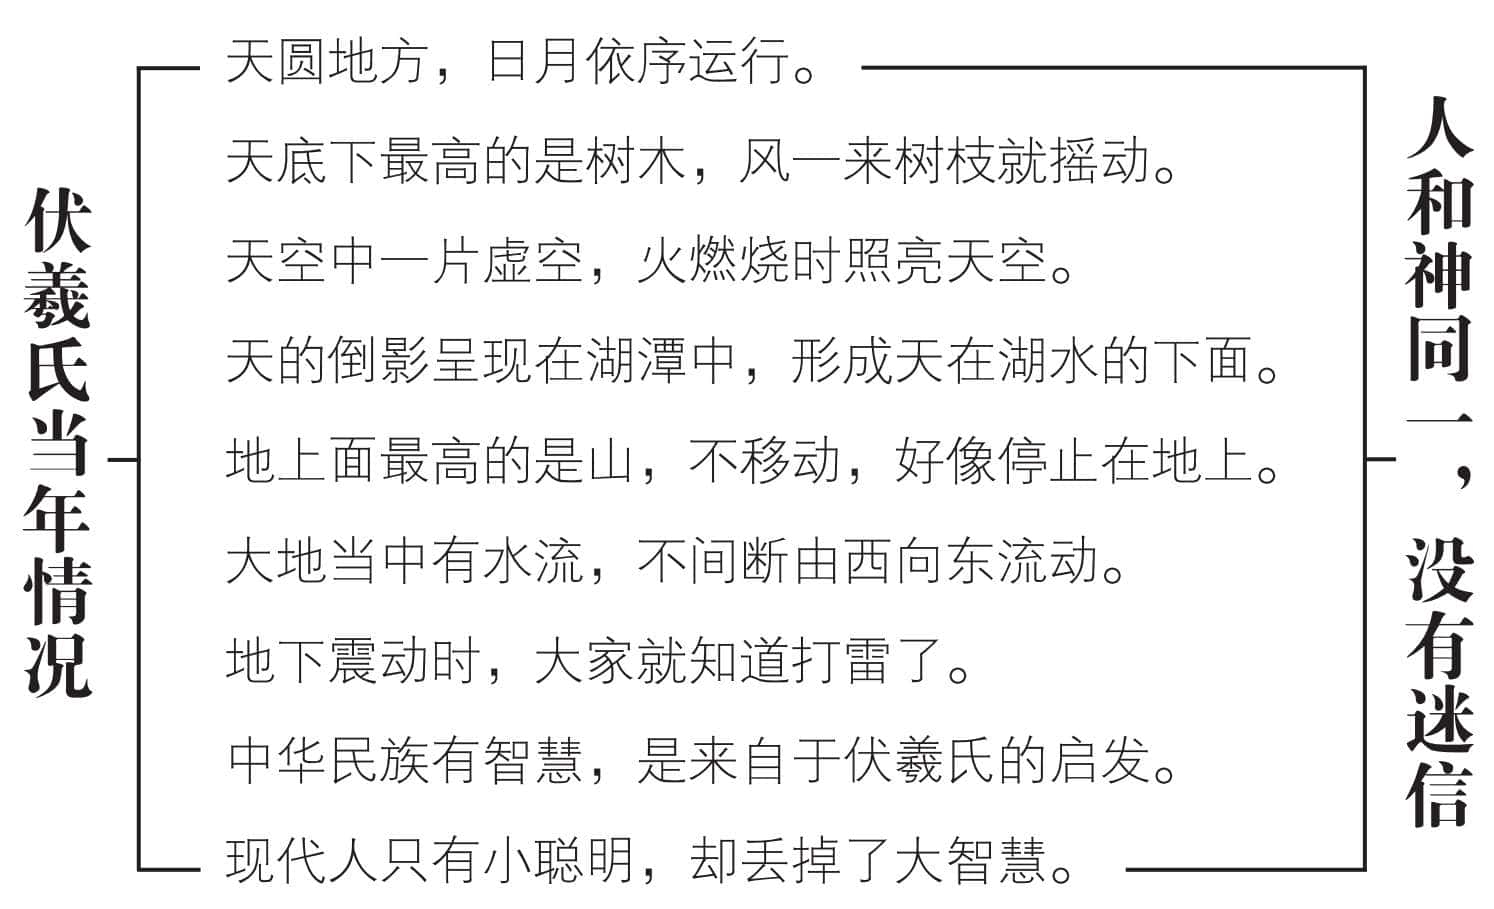 伏羲氏当年情况
天圆地方，日月依序运行。
天底下最高的是树木，风一来树枝就摇动。
天空中一片虚空，火燃烧时照亮天空。
天的倒影呈现在湖潭中，形成天在湖水的下面。
地上面最高的是山，不移动，好像停止在地上。
大地当中有水流，不间断由西向东流动。
地下震动时，大家就知道打雷了。
中华民族有智慧，是来自于伏羲氏的启发。
现代人只有小聪明，却丢掉了大智慧。
人和神同一，没有迷信